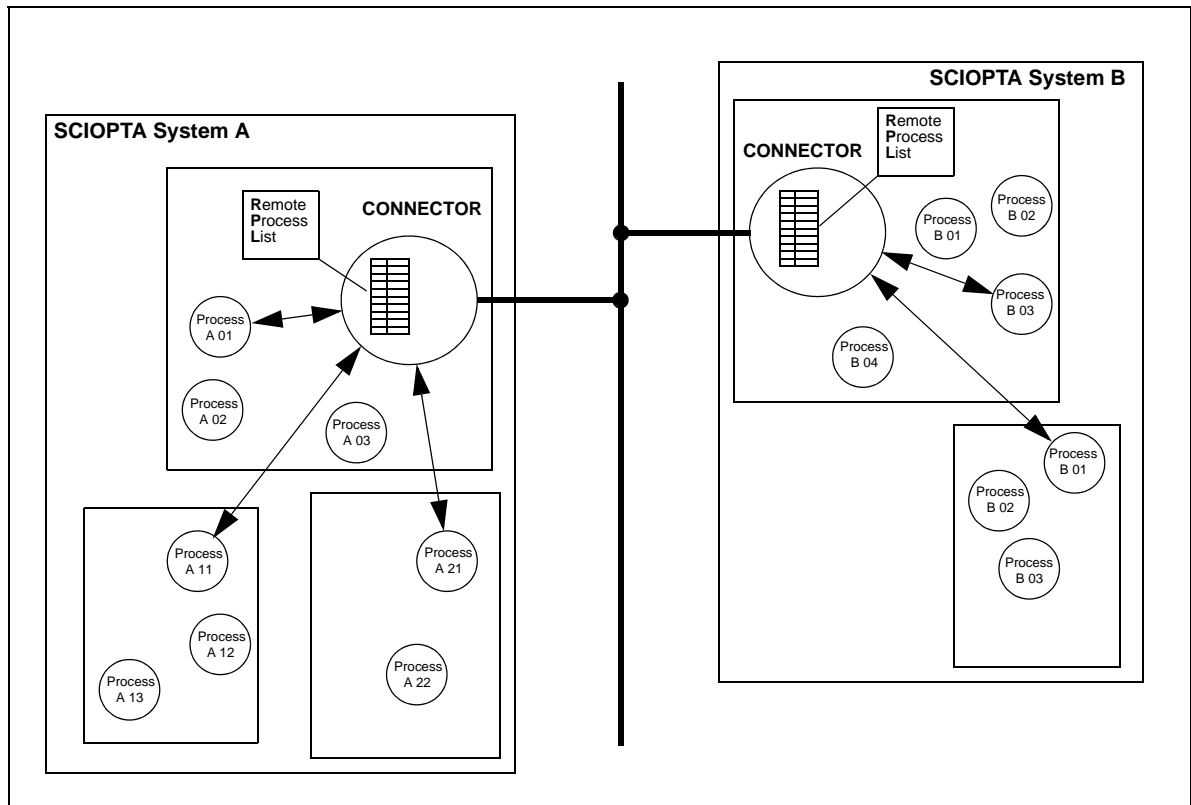 SCIOPTA System A
Remote
Process
List
CONNECTOR
Process
A 01
Process
A 02
Process
A 03
Process
A 11
Process
A 12
Process
A 13
Process
A 21
Process
A 22
SCIOPTA System B
Remote
Process
List
CONNECTOR
Process
B 01
Process
B 02
Process
B 03
Process
B 04
Process
B 01
Process
B 02
Process
B 03